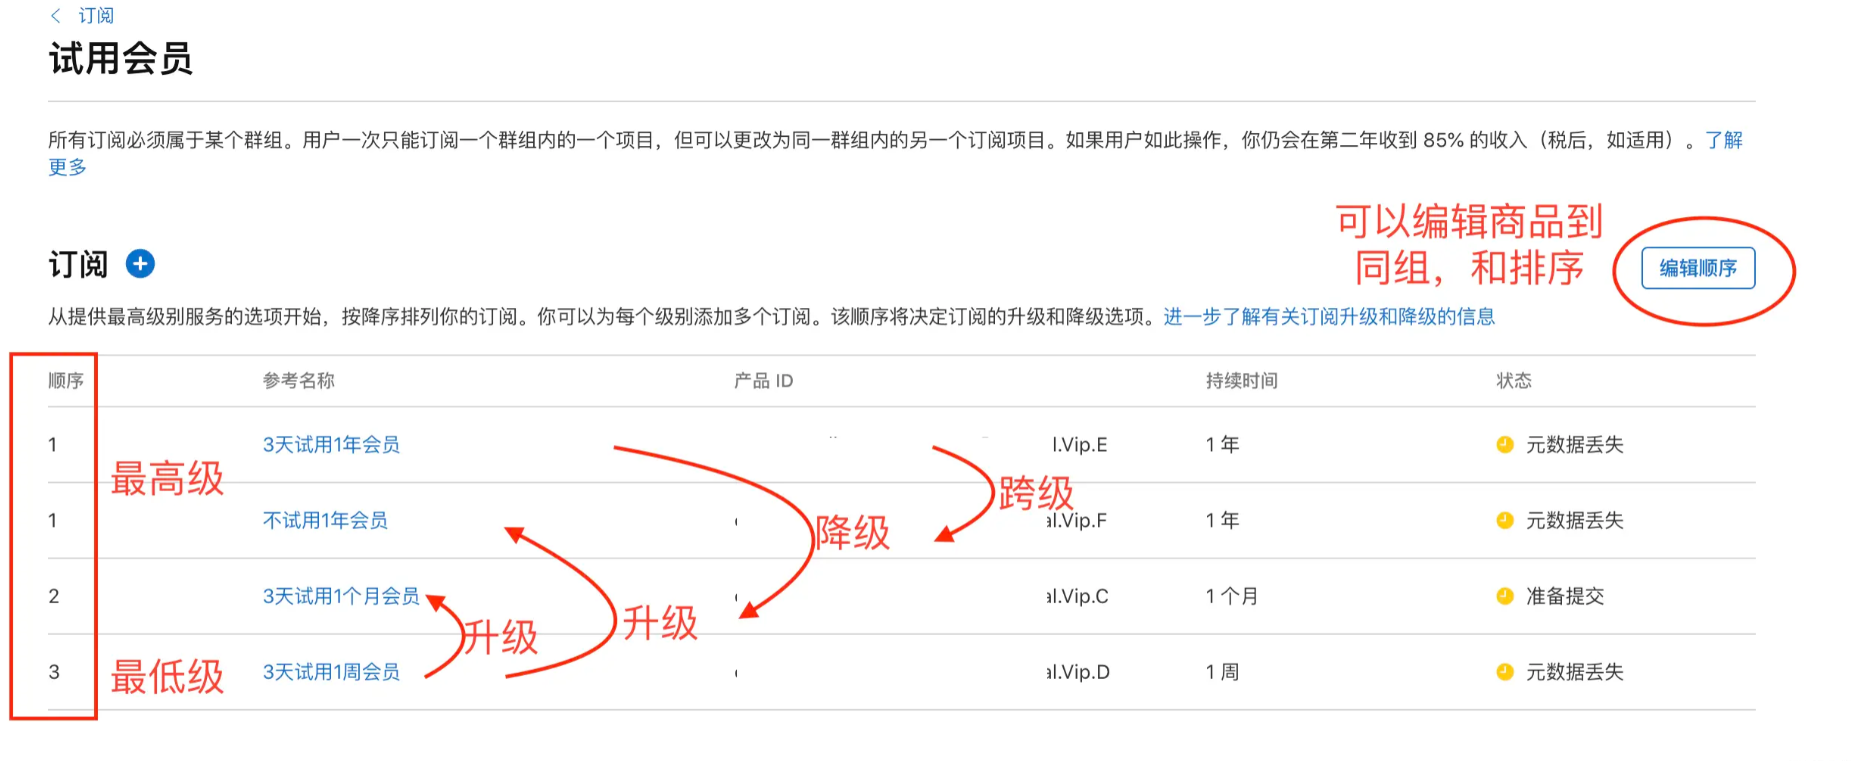 订阅
试用会员
所有订阅必须属于某个群组。用户一次只能订阅一个群组内的一个项目，但可以更改为同一群组内的另一个订阅项目。如果用户如此操作，你仍会在第二年收到 85% 的收入（税后，如适用）。了解
更多
可以编辑商品到
同组，和排序
订阅
编辑顺序
从提供最高级别服务的选项开始，按降序排列你的订阅。你可以为每个级别添加多个订阅。该顺序将决定订阅的升级和降级选项。进一步了解有关订阅升级和降级的信息
顺序 参考名称 产品 ID 持续时间 状态
1 3天试用1年会员 l.Vip.E 1 年 元数据丢失
最高级
跨级
1 不试用1年会员 al.Vip.F 1 年 元数据丢失
降级
2 3天试用1个月会员 al.Vip.C 1 个月 准备提交
升级
升级
3 3天试用1周会员 al.Vip.D 1 周 元数据丢失
最低级